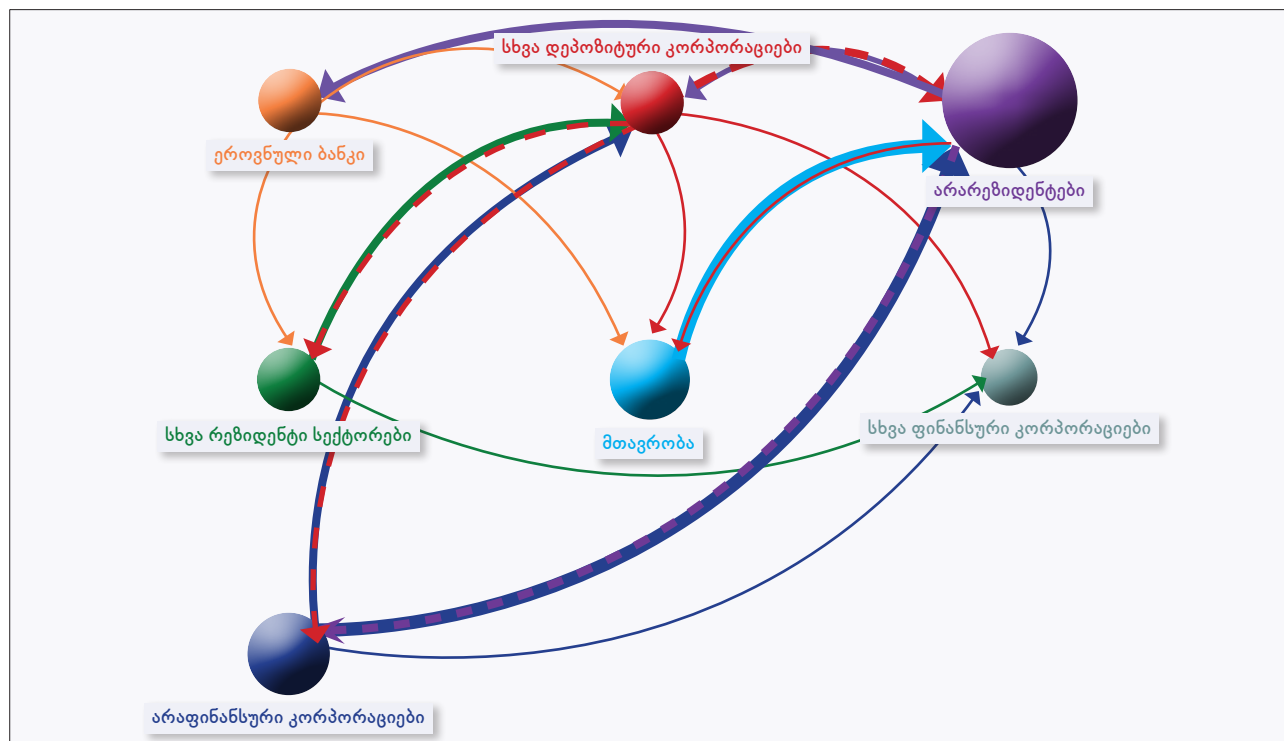 სხვა დეპოზიტური კორპორაციები
ეროვნული ბანკი
არარეზიდენტები
სხვა რეზიდენტი სექტორები
მთავრობა
სხვა ფინანსური კორპორაციები
არაფინანსური კორპორაციები